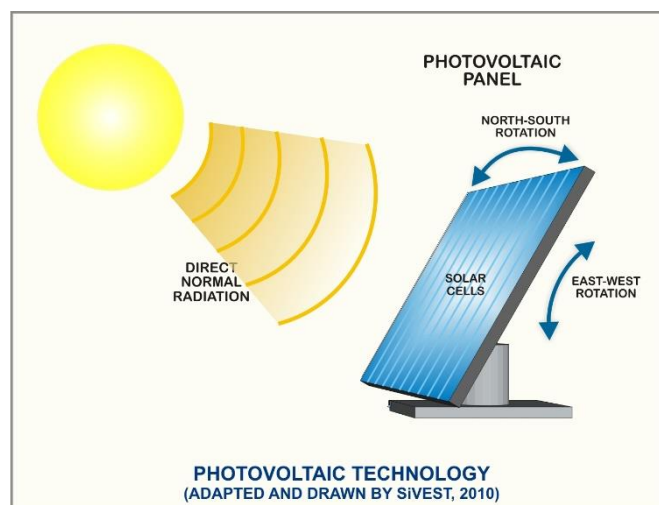 PHOTOVOLTAIC
PANEL
NORTH-SOUTH
ROTATION
DIRECT
NORMAL
RADIATION
SOLAR
CELLS
EAST-WEST
ROTATION
PHOTOVOLTAIC TECHNOLOGY
(ADAPTED AND DRAWN BY SiVEST, 2010)